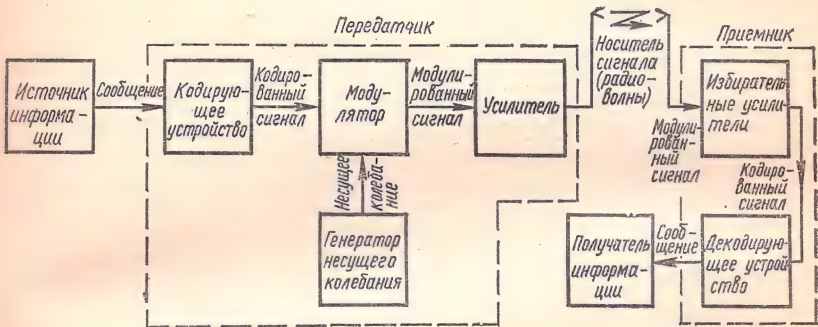 Передатчик
Источник
информа-
ции
Сообщение
Кодирую-
щее
устройство
Кодиро-
ванный
сигнал
Моду-
лятор
Модули-
рованный
сигнал
Усилитель
Несущее
колеба-
ние
Генератор
несущего
колебания
Носитель
сигнала
(радио-
волны)
Приемник
Модули-
рованный
сигнал
Избиратель-
ные усили-
тели
Кодиро-
ванный
сигнал
Декодирую-
щее устрой-
ство
Сооб-
щение
Получатель
информа-
ции